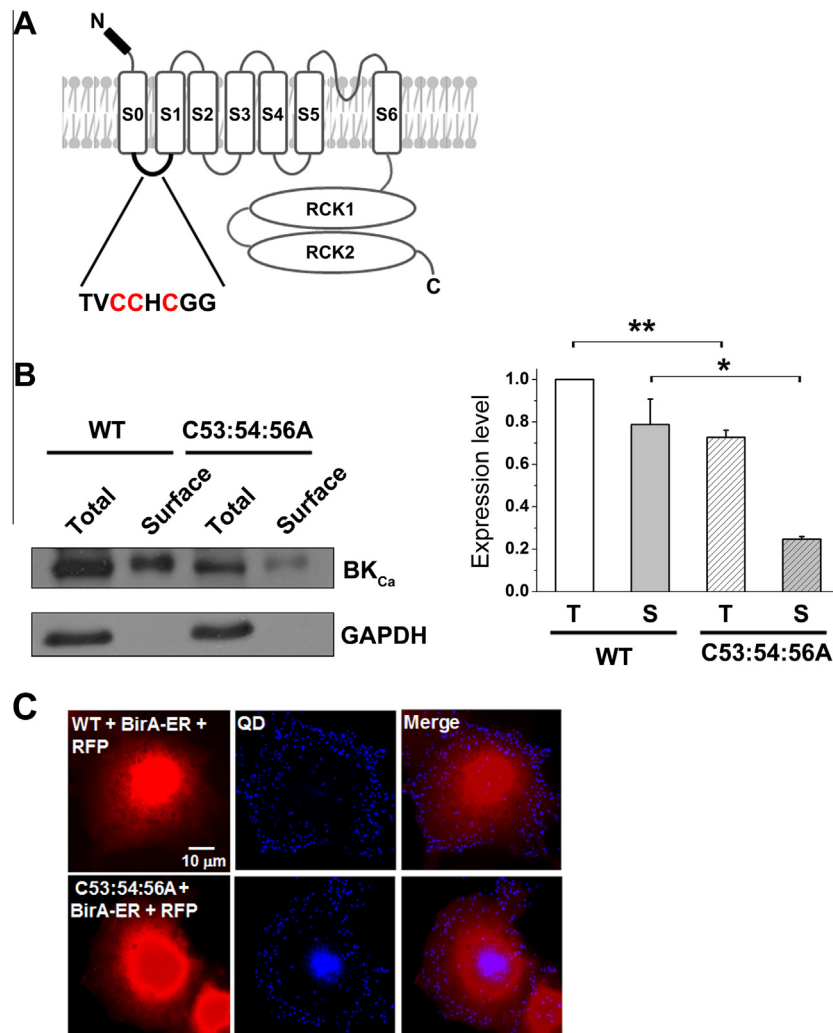 A
N
S0 S1 S2 S3 S4 S5 S6
RCK1
RCK2
C
TVCCHCGG
B
WT C53:54:56A
Total Surface Total Surface
BKCa
GAPDH
** 
*
Expression level
1.0
0.8
0.6
0.4
0.2
0.0
T S T S
WT C53:54:56A
C
WT + BirA-ER +
RFP
10 μm
QD
Merge
C53:54:56A+
BirA-ER + RFP